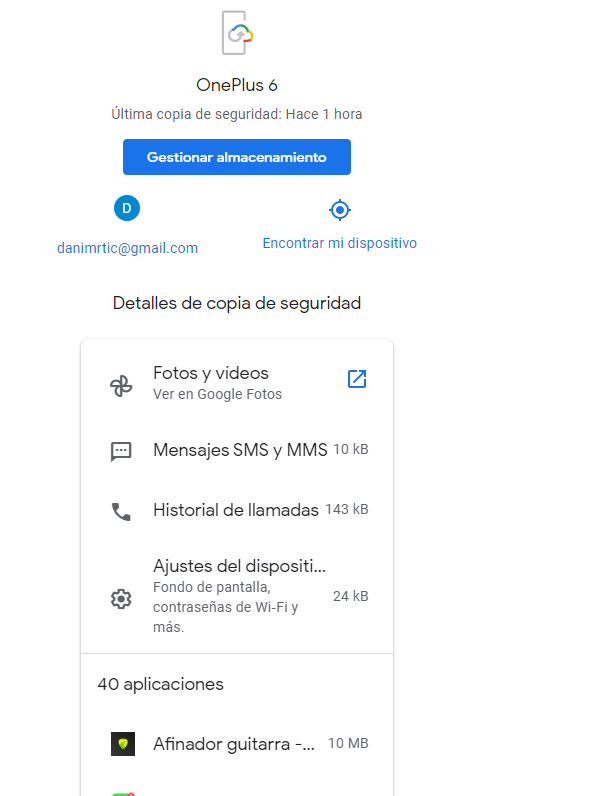 OnePlus 6
Última copia de seguridad: Hace 1 hora
Gestionar almacenamiento
D
danimrtic@gmail.com
Encontrar mi dispositivo
Detalles de copia de seguridad
Fotos y vídeos
Ver en Google Fotos
Mensajes SMS y MMS 10 kB
Historial de llamadas 143 kB
Ajustes del dispositi...
Fondo de pantalla,
contraseñas de Wi-Fi y
más.
24 kB
40 aplicaciones
Afinador guitarra -... 10 MB